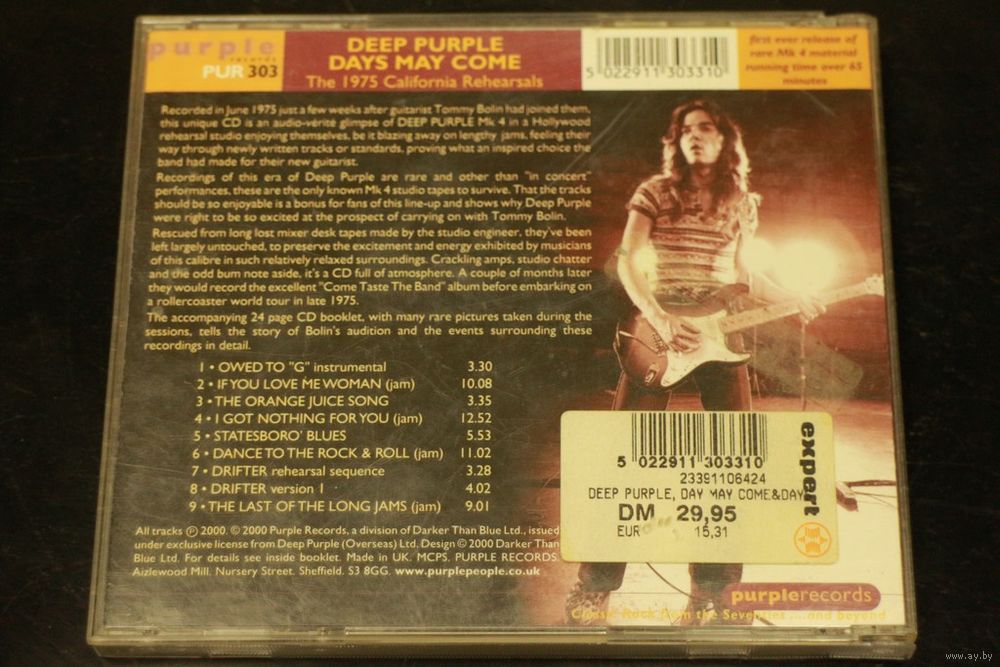 purple
records
PUR 303
DEEP PURPLE
DAYS MAY COME
The 1975 California Rehearsals
5 022911 303310
first ever release of
rare Mk 4 material
running time over 65
minutes
Recorded in June 1975 just a few weeks after guitarist Tommy Bolin had joined them,
this unique CD is an audio-verite glimpse of DEEP PURPLE Mk 4 in a Hollywood
rehearsal studio enjoying themselves, be it blazing away on lengthy jams, feeling their
way through newly written tracks or standards, proving what an inspired choice the
band had made for their new guitarist.
Recordings of this era of Deep Purple are rare and other than "in concert"
performances, these are the only known Mk 4 studio tapes to survive. That the tracks
should be so enjoyable is a bonus for fans of this line-up and shows why Deep Purple
were right to be so excited at the prospect of carrying on with Tommy Bolin.
Rescued from long lost mixer desk tapes made by the studio engineer, they've been
left largely untouched, to preserve the excitement and energy exhibited by musicians
of this calibre in such relatively relaxed surroundings. Crackling amps, studio chatter
and the odd bum note aside, it's a CD full of atmosphere. A couple of months later
they would record the excellent "Come Taste The Band" album before embarking on
a rollercoaster world tour in late 1975.
The accompanying 24 page CD booklet, with many rare pictures taken during the
sessions, tells the story of Bolin's audition and the events surrounding these
recordings in detail.
1 • OWED TO "G" instrumental 3.30
2 • IF YOU LOVE ME WOMAN (jam) 10.08
3 • THE ORANGE JUICE SONG 3.35
4 • I GOT NOTHING FOR YOU (jam) 12.52
5 • STATESBORO' BLUES 5.53
6 • DANCE TO THE ROCK & ROLL (jam) 11.02
7 • DRIFTER rehearsal sequence 3.28
8 • DRIFTER version 1 4.02
9 • THE LAST OF THE LONG JAMS (jam) 9.01
All tracks ℗ 2000. © 2000 Purple Records, a division of Darker Than Blue Ltd., issued
under exclusive license from Deep Purple (Overseas) Ltd. Design © 2000 Darker Than
Blue Ltd. For details see inside booklet. Made in UK. MCPS. PURPLE RECORDS.
Aizlewood Mill. Nursery Street. Sheffield. S3 8GG. www.purplepeople.co.uk
5 022911 303310
23391106424
DEEP PURPLE, DAY MAY COME&DAY
DM 29,95
EUR 15,31
expert
purplerecords
Classic Rock from the Seventies ....and beyond
www.ay.by